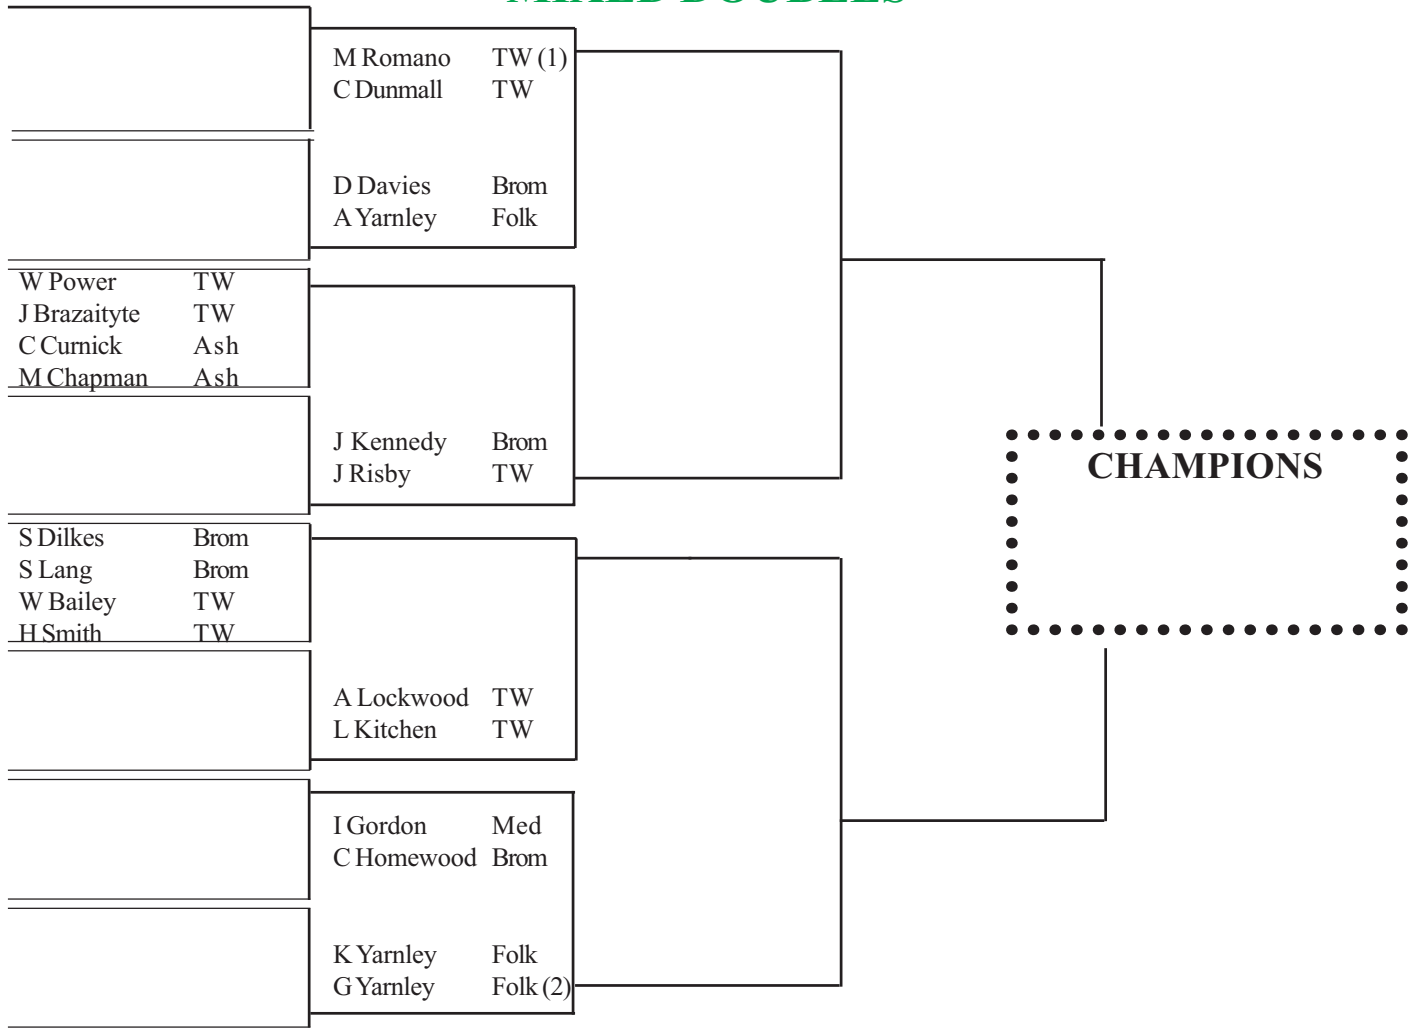 MIXED DOUBLES
M Romano TW (1)
C Dunmall TW
D Davies Brom
A Yarnley Folk
W Power TW
J Brazaityte TW
C Curnick Ash
M Chapman Ash
J Kennedy Brom
J Risby TW
CHAMPIONS
S Dilkes Brom
S Lang Brom
W Bailey TW
H Smith TW
A Lockwood TW
L Kitchen TW
I Gordon Med
C Homewood Brom
K Yarnley Folk
G Yarnley Folk (2)